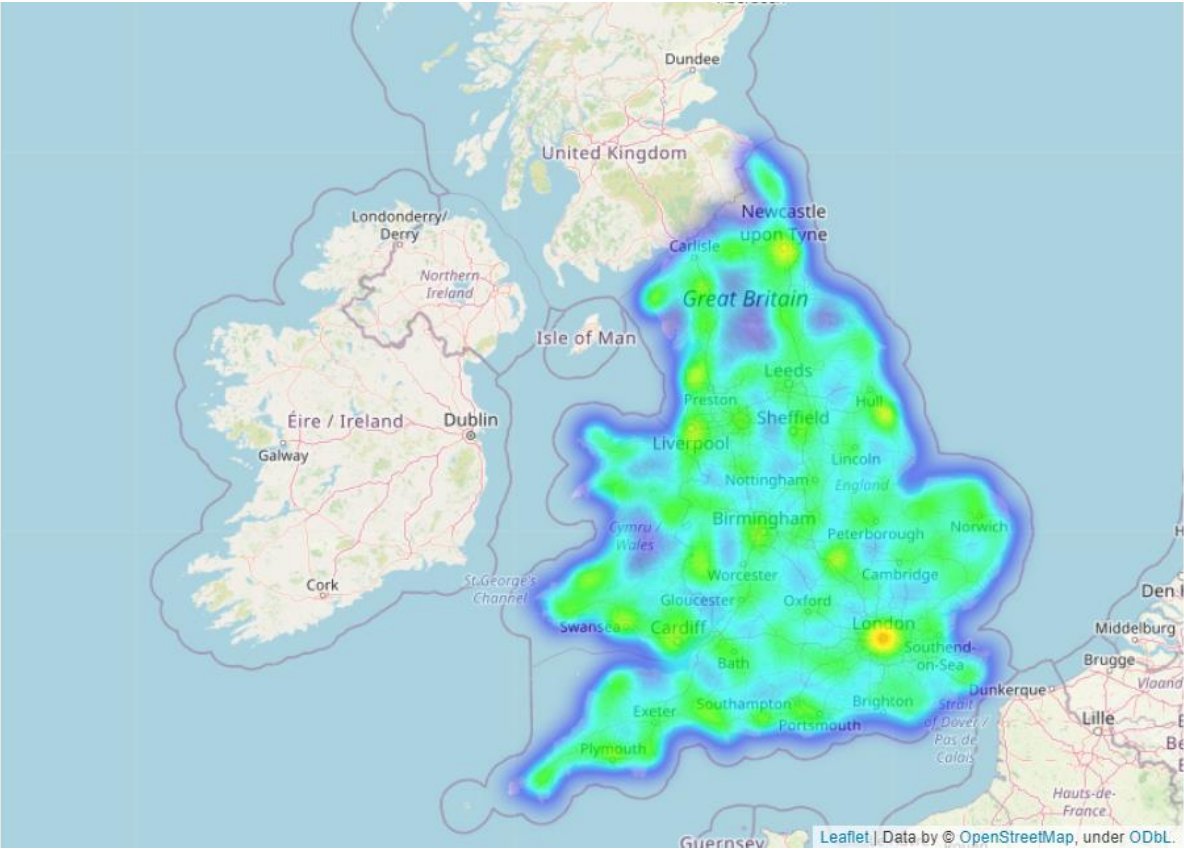 Dundee
United Kingdom
Londonderry/
Derry
Newcastle
upon Tyne
Carlisle
Northern
Ireland
Great Britain
Isle of Man
Leeds
Preston
Hull
Éire / Ireland
Dublin
Sheffield
Liverpool
Galway
Lincoln
Nottingham
England
Birmingham
Norwich
Cymru /
Wales
Peterborough
Cork
St George's
Channel
Worcester
Cambridge
Den
Gloucester
Oxford
London
Swansea
Cardiff
Middelburg
Southend-
on-Sea
Bath
Brugge
Vlaand
Dunkerque
Exeter
Southampton
Brighton
Strait
of Dover /
Pas de
Calais
Portsmouth
Lille
Plymouth
Be
Hauts-de-
France
Guernsey
Leaflet | Data by © OpenStreetMap, under ODbL.